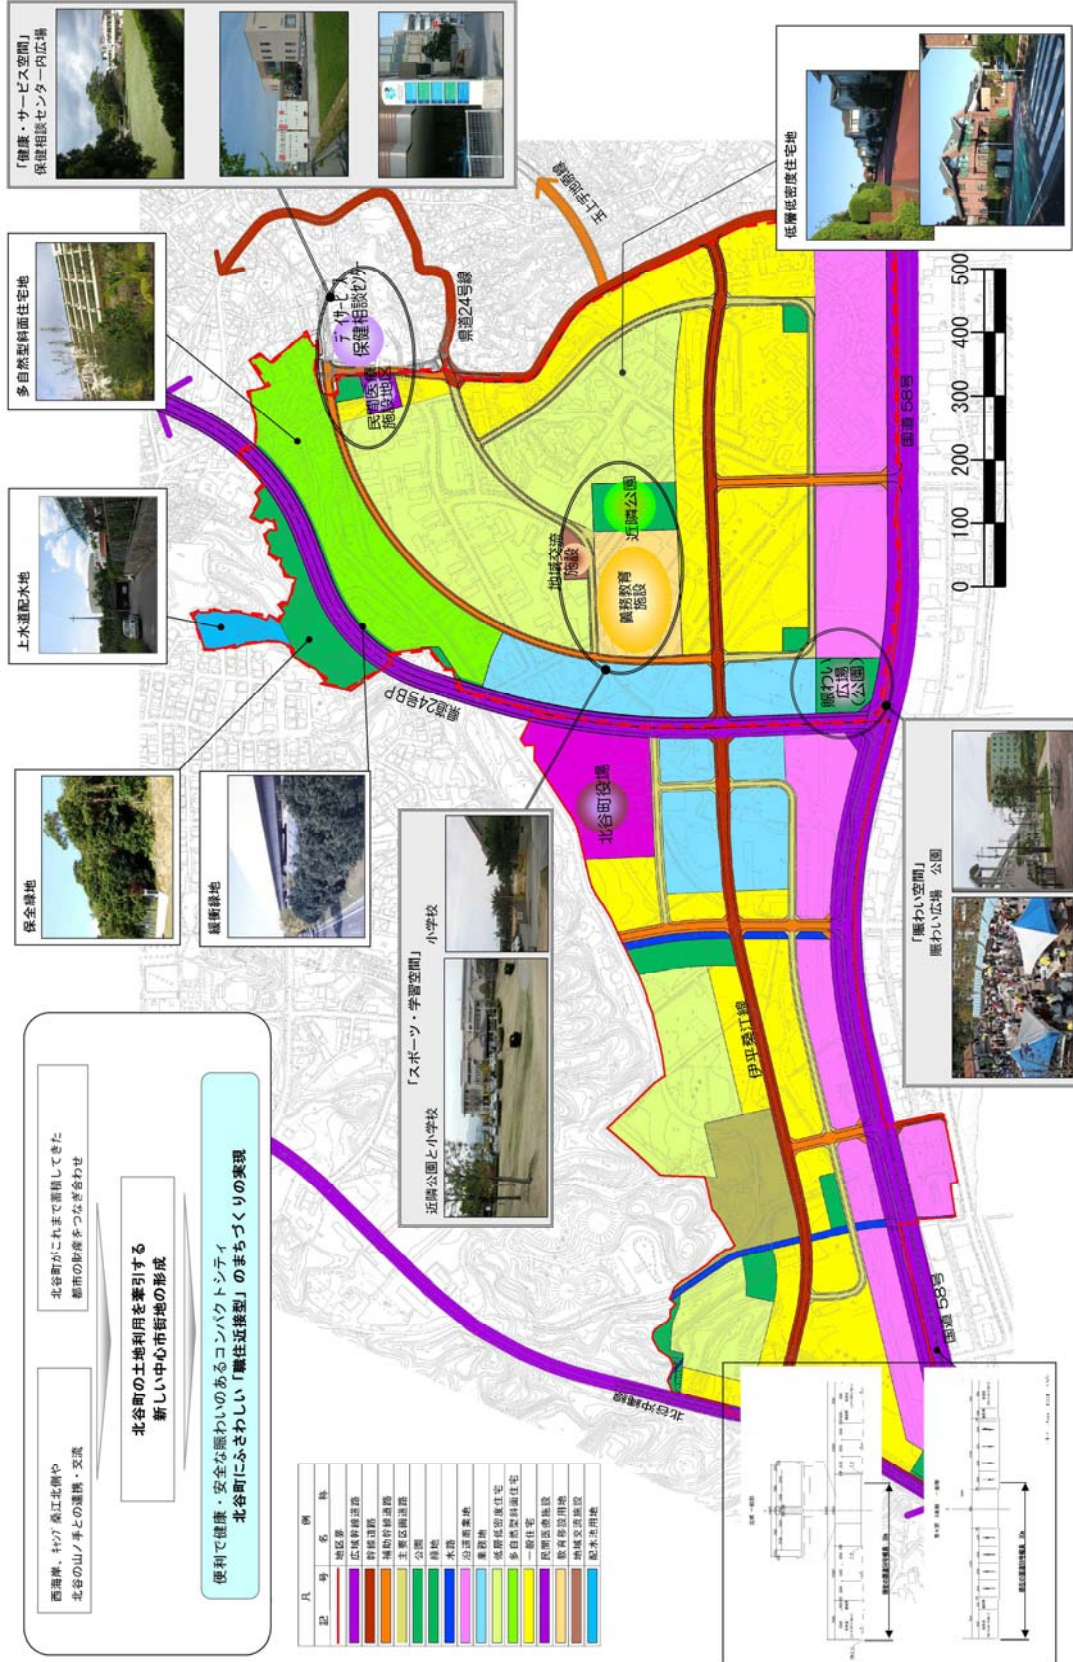 西海岸、キャンプ桑江北側や
北谷の山ノ手との連携・交流
北谷町がこれまで蓄積してきた
都市の財産をつなぎ合わせ
北谷町の土地利用を牽引する
新しい中心市街地の形成
便利で健康・安全な賑わいのあるコンパクトシティ
北谷町にふさわしい「職住近接型」のまちづくりの実現
保全緑地
緩衝緑地
上水道配水地
多自然型斜面住宅地
「健康・サービス空間」
保健相談センター内広場
「スポーツ・学習空間」
近隣公園と小学校
小学校
低層低密度住宅地
「賑わい空間」
賑わい広場 公園
県道24号BP
県道24号線
玉上宇地原線
デイサービス
保健相談センター
民間医療
施設地区
地域交流
施設
近隣公園
義務教育
施設
北谷町役場
賑わい
広場
(公園)
伊平桑江線
国道 58号
国道 58号
北谷沖縄線
0 100 200 300 400 500
凡 例
記 号 名 称
地区界
広域幹線道路
幹線道路
補助幹線道路
主要区画道路
公園
緑地
水路
沿道商業地
業務地
低層低密度住宅
多自然型斜面住宅
一般住宅
民間医療施設
教育施設用地
地域交流施設
配水池用地